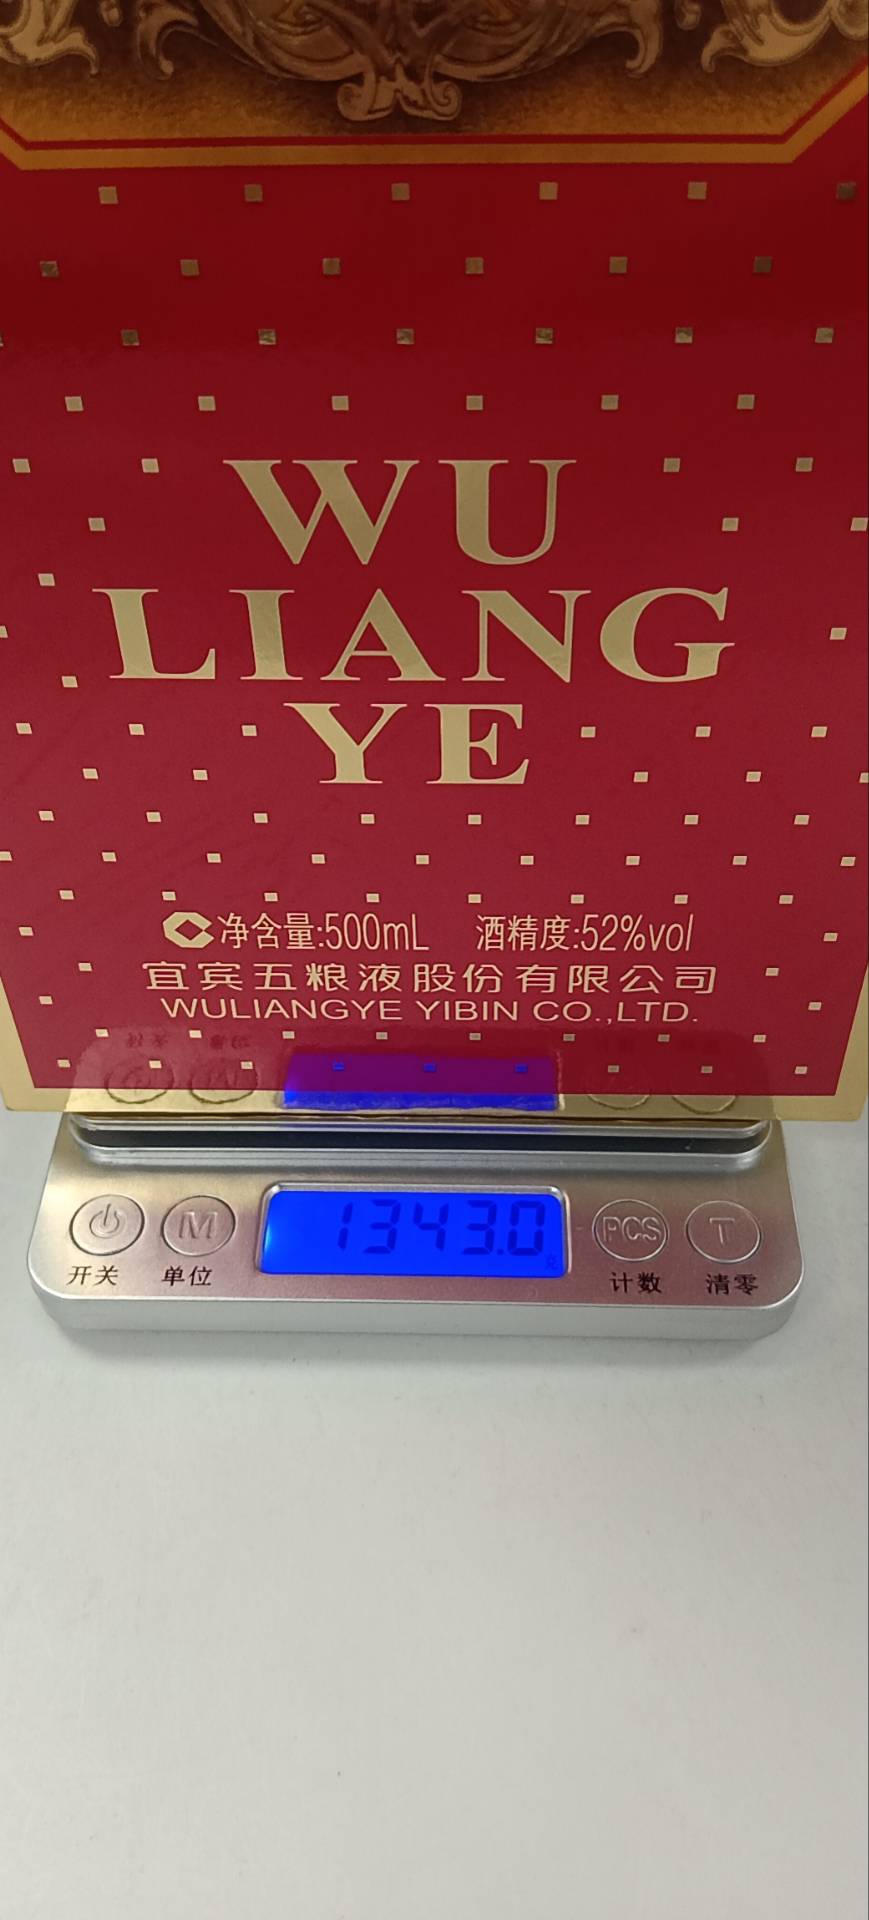 WU
LIANG
YE
净含量:500mL 酒精度:52%vol
宜宾五粮液股份有限公司
WULIANGYE YIBIN CO.,LTD.
M 1343.0 PCS T
克
开关 单位 计数 清零